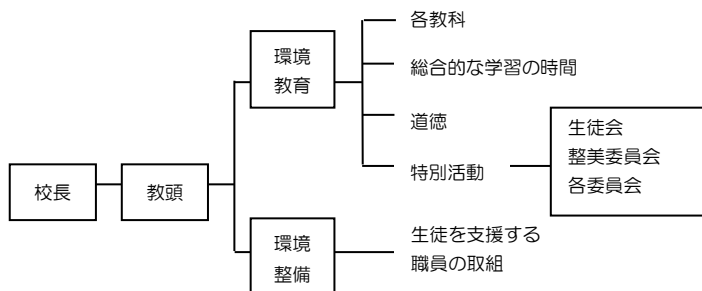 校長
教頭
環境
教育
各教科
総合的な学習の時間
道徳
特別活動
生徒会
整美委員会
各委員会
環境
整備
生徒を支援する
職員の取組